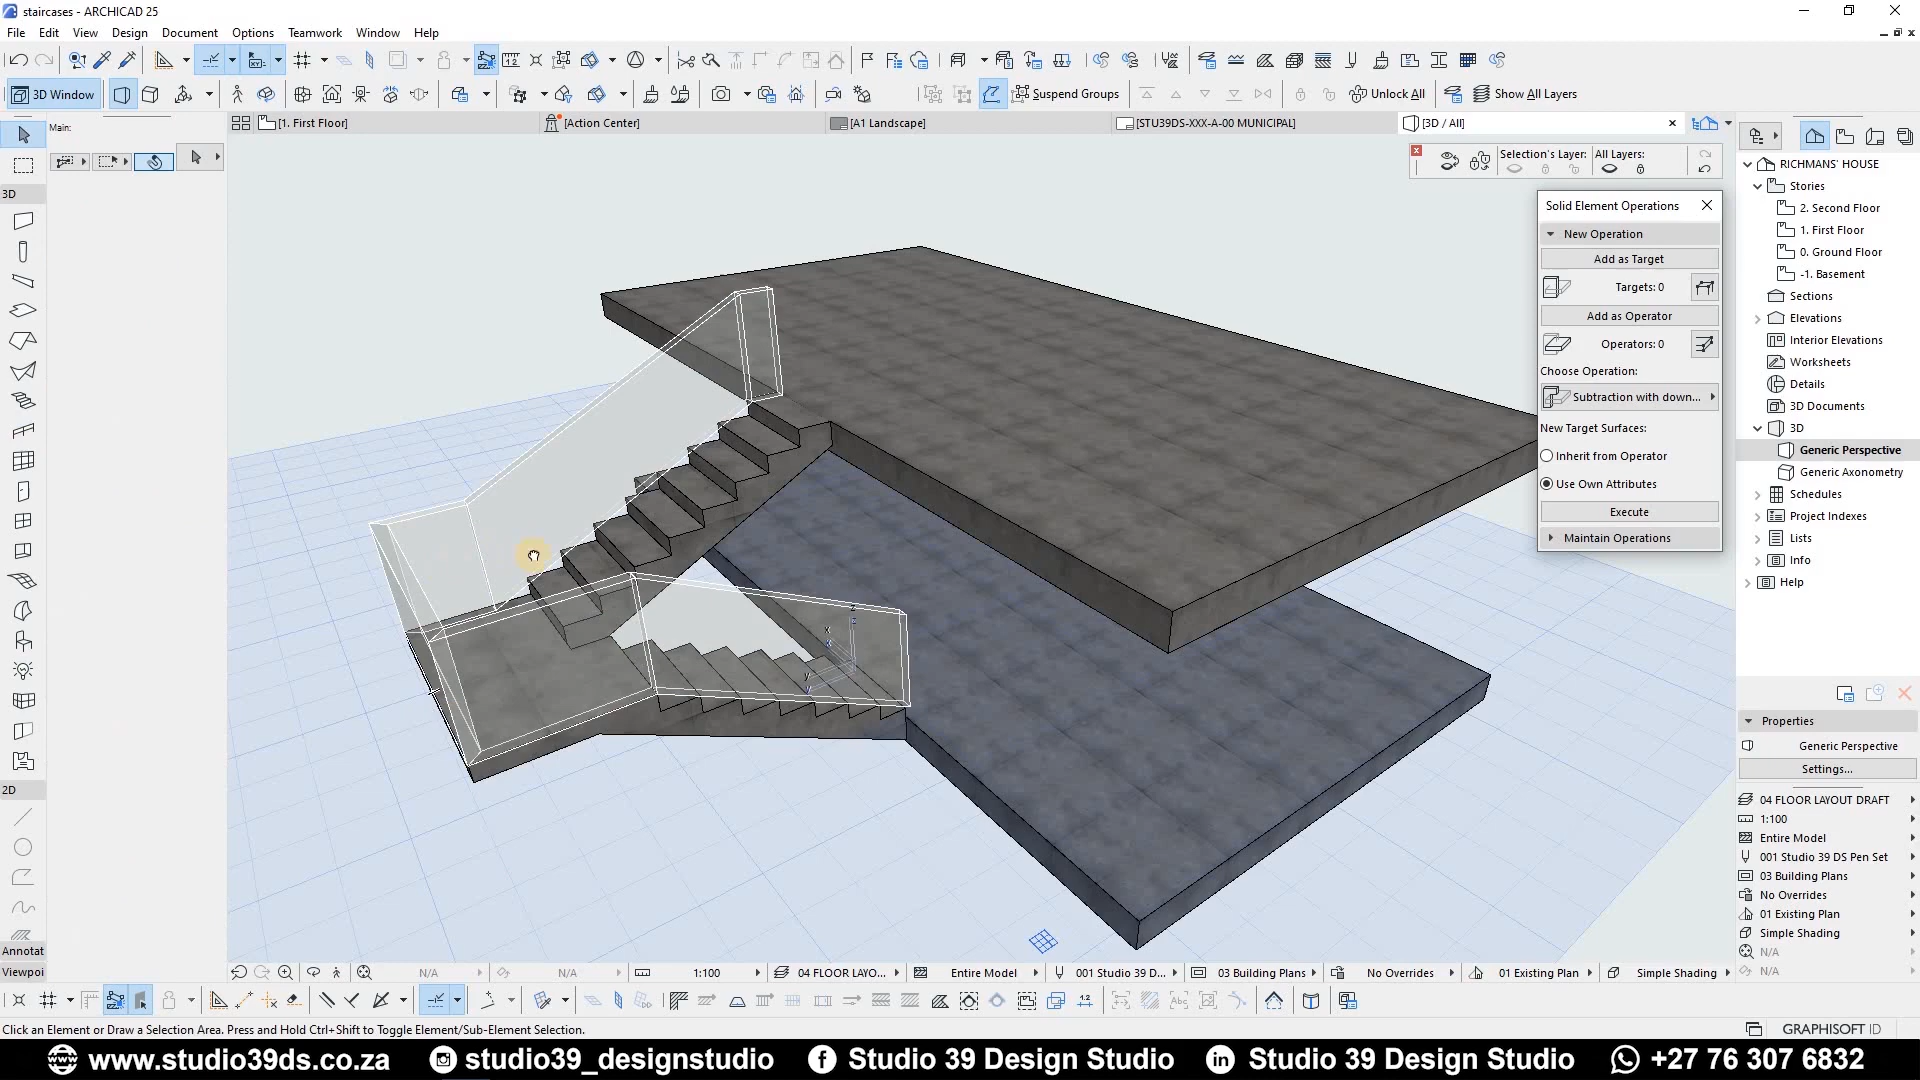 staircases - ARCHICAD 25
File Edit View Design Document Options Teamwork Window Help
3D Window
Suspend Groups
Unlock All
Show All Layers
Main:
[1. First Floor]
[Action Center]
[A1 Landscape]
[STU39DS-XXX-A-00 MUNICIPAL]
[3D / All]
Selection's Layer:
All Layers:
3D
2D
Annotat
Viewpoi
Solid Element Operations
New Operation
Add as Target
Targets: 0
Add as Operator
Operators: 0
Choose Operation:
Subtraction with down...
New Target Surfaces:
Inherit from Operator
Use Own Attributes
Execute
Maintain Operations
RICHMANS' HOUSE
Stories
2. Second Floor
1. First Floor
0. Ground Floor
-1. Basement
Sections
Elevations
Interior Elevations
Worksheets
Details
3D Documents
3D
Generic Perspective
Generic Axonometry
Schedules
Project Indexes
Lists
Info
Help
Properties
Generic Perspective
Settings...
04 FLOOR LAYOUT DRAFT
1:100
Entire Model
001 Studio 39 DS Pen Set
03 Building Plans
No Overrides
01 Existing Plan
Simple Shading
N/A
N/A
N/A
N/A
1:100
04 FLOOR LAYO...
Entire Model
001 Studio 39 D...
03 Building Plans
No Overrides
01 Existing Plan
Simple Shading
Click an Element or Draw a Selection Area. Press and Hold Ctrl+Shift to Toggle Element/Sub-Element Selection.
GRAPHISOFT ID
www.studio39ds.co.za
studio39_designstudio
Studio 39 Design Studio
Studio 39 Design Studio
+27 76 307 6832